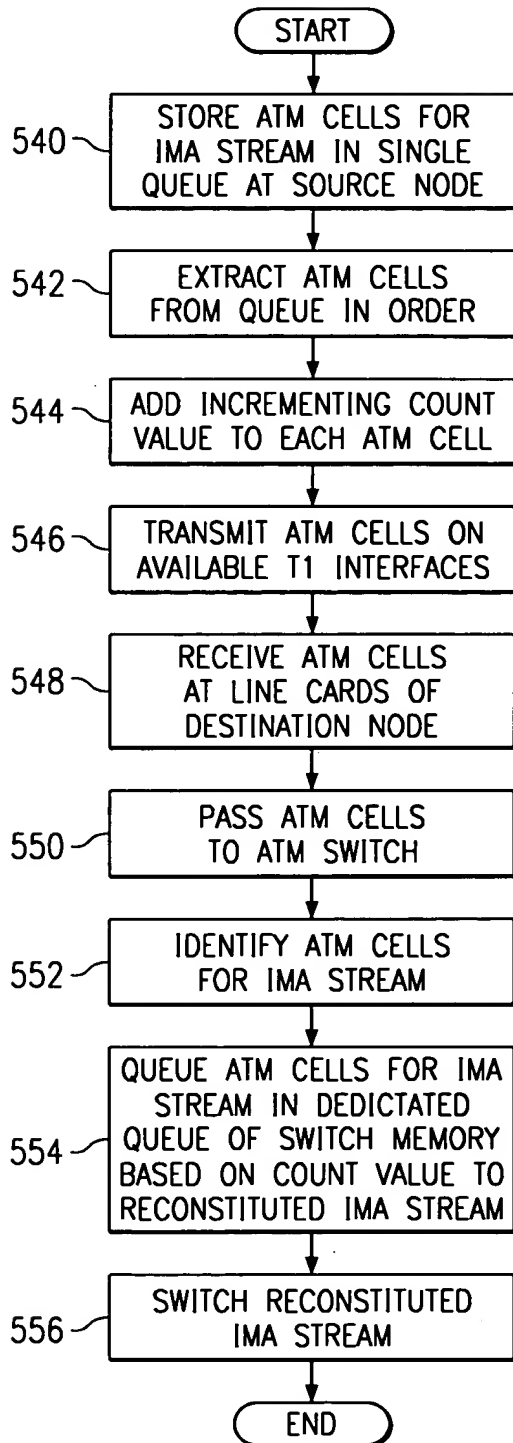 START
540
STORE ATM CELLS FOR
IMA STREAM IN SINGLE
QUEUE AT SOURCE NODE
542
EXTRACT ATM CELLS
FROM QUEUE IN ORDER
544
ADD INCREMENTING COUNT
VALUE TO EACH ATM CELL
546
TRANSMIT ATM CELLS ON
AVAILABLE T1 INTERFACES
548
RECEIVE ATM CELLS
AT LINE CARDS OF
DESTINATION NODE
550
PASS ATM CELLS
TO ATM SWITCH
552
IDENTIFY ATM CELLS
FOR IMA STREAM
554
QUEUE ATM CELLS FOR IMA
STREAM IN DEDICTATED
QUEUE OF SWITCH MEMORY
BASED ON COUNT VALUE TO
RECONSTITUTED IMA STREAM
556
SWITCH RECONSTITUTED
IMA STREAM
END